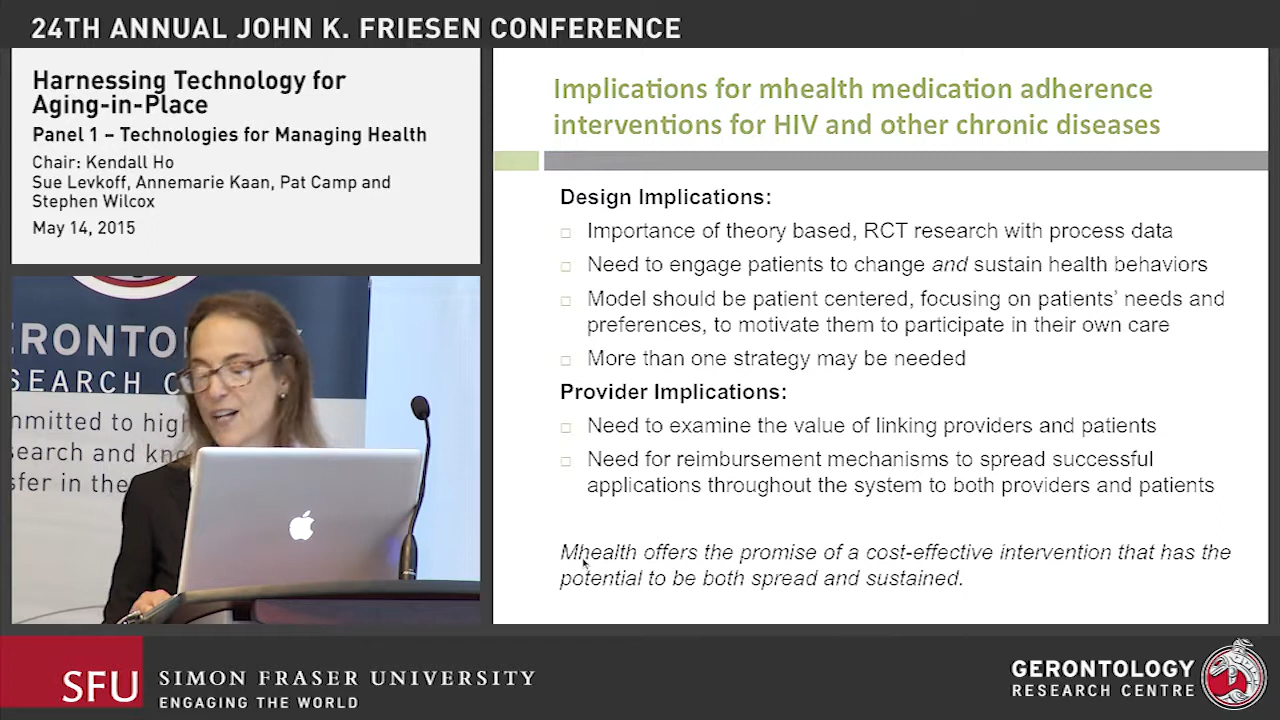 24TH ANNUAL JOHN K. FRIESEN CONFERENCE
Harnessing Technology for
Aging-in-Place
Panel 1 – Technologies for Managing Health
Chair: Kendall Ho
Sue Levkoff, Annemarie Kaan, Pat Camp and
Stephen Wilcox
May 14, 2015
Implications for mhealth medication adherence
interventions for HIV and other chronic diseases
Design Implications:
Importance of theory based, RCT research with process data
Need to engage patients to change and sustain health behaviors
Model should be patient centered, focusing on patients' needs and
preferences, to motivate them to participate in their own care
More than one strategy may be needed
Provider Implications:
Need to examine the value of linking providers and patients
Need for reimbursement mechanisms to spread successful
applications throughout the system to both providers and patients
Mhealth offers the promise of a cost-effective intervention that has the
potential to be both spread and sustained.
RONTO
SEARCH C
mmitted to hig
search and kno
sfer in the
SFU SIMON FRASER UNIVERSITY
ENGAGING THE WORLD
GERONTOLOGY
RESEARCH CENTRE